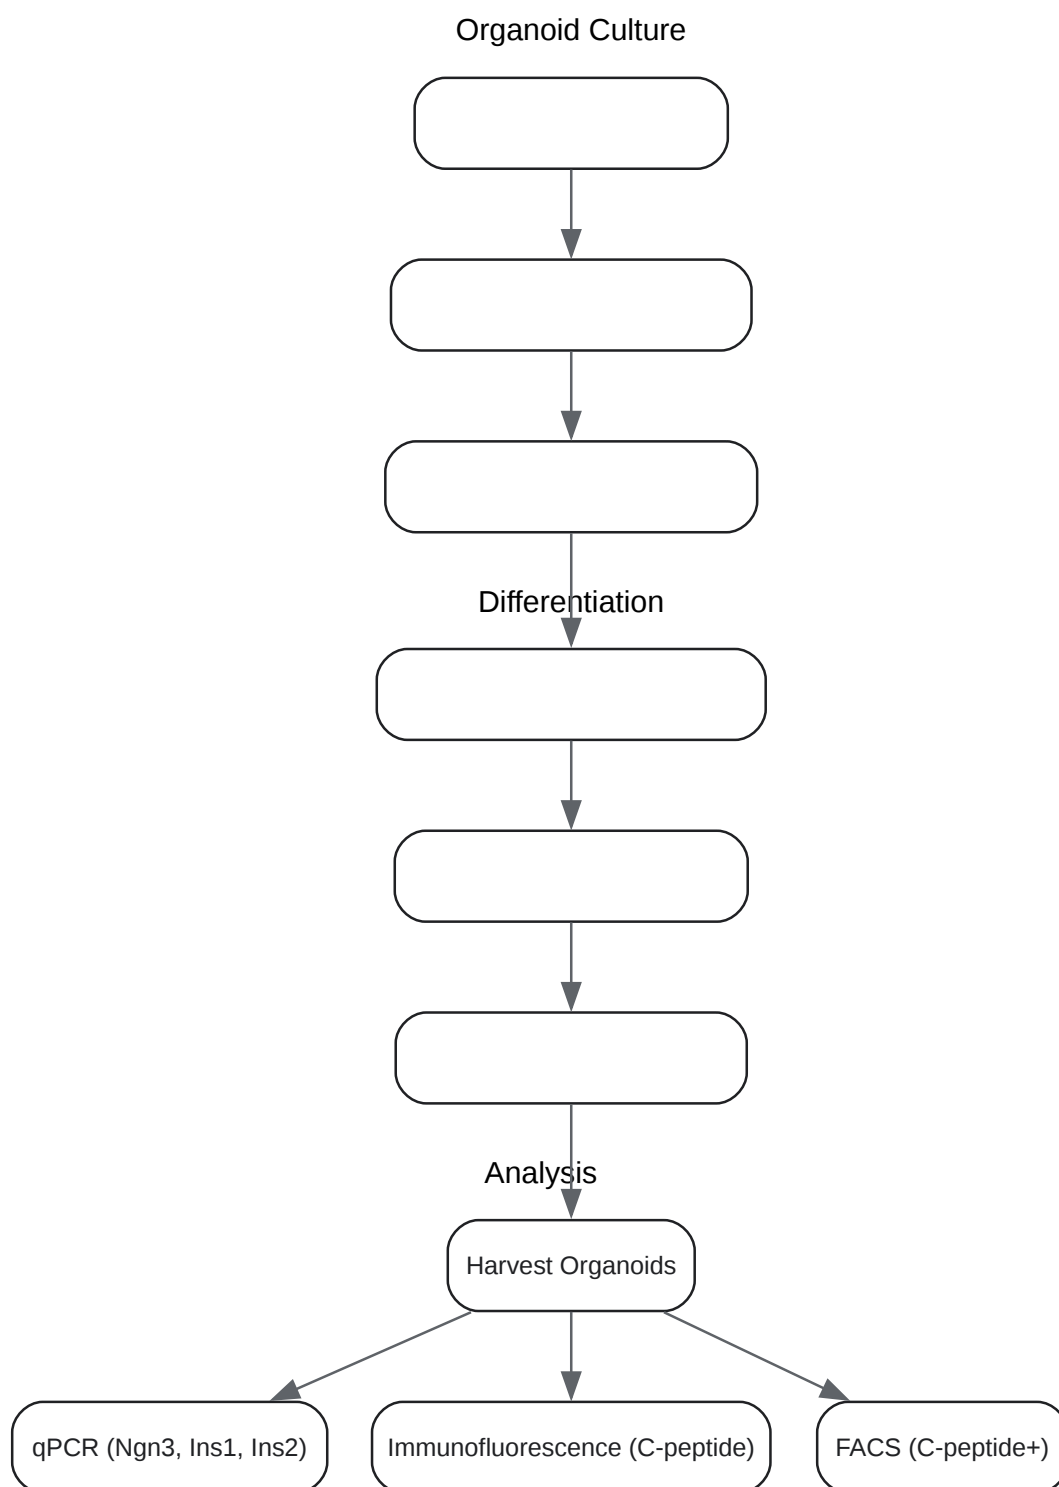 Organoid Culture
Differentiation
Analysis
Harvest Organoids
qPCR (Ngn3, Ins1, Ins2)
Immunofluorescence (C-peptide)
FACS (C-peptide+)